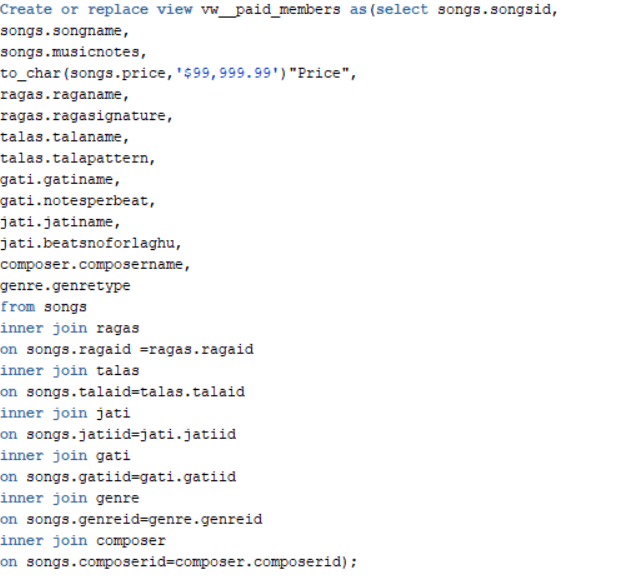 Create or replace view vw__paid_members as(select songs.songsid,
songs.songname,
songs.musicnotes,
to_char(songs.price,'$99,999.99')"Price",
ragas.raganame,
ragas.ragasignature,
talas.talaname,
talas.talapattern,
gati.gatiname,
gati.notesperbeat,
jati.jatiname,
jati.beatsnoforlaghu,
composer.composername,
genre.genretype
from songs
inner join ragas
on songs.ragaid =ragas.ragaid
inner join talas
on songs.talaid=talas.talaid
inner join jati
on songs.jatiid=jati.jatiid
inner join gati
on songs.gatiid=gati.gatiid
inner join genre
on songs.genreid=genre.genreid
inner join composer
on songs.composerid=composer.composerid);